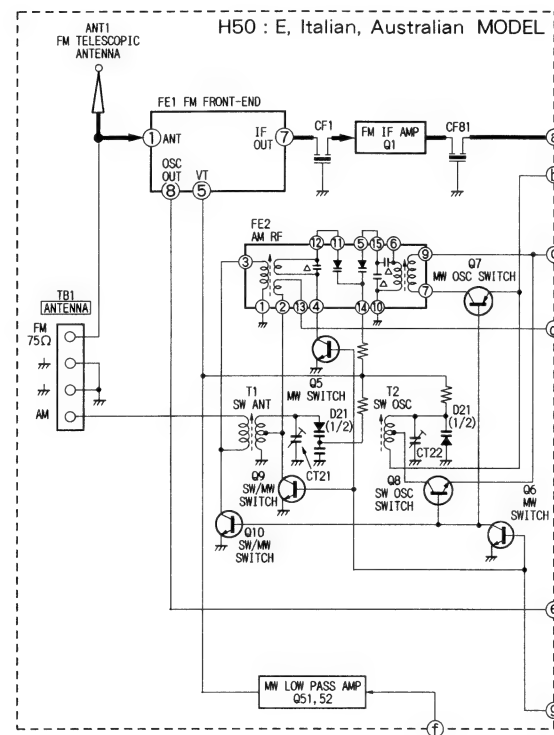 H50 : E, Italian, Australian MODEL
ANT1
FM TELESCOPIC
ANTENNA
FE1 FM FRONT-END
1 ANT
IF
OUT 7
CF1
FM IF AMP
Q1
CF81
OSC
OUT
VT
8
5
FE2
AM RF
12
11
5
15
6
3
9
7
1
2
13
4
14
10
Q7
MW OSC SWITCH
TB1
ANTENNA
FM
75Ω
AM
Q5
MW SWITCH
T1
SW ANT
D21
(1/2)
CT21
T2
SW OSC
D21
(1/2)
CT22
Q9
SW/MW
SWITCH
Q8
SW OSC
SWITCH
Q6
MW
SWITCH
Q10
SW/MW
SWITCH
MW LOW PASS AMP
Q51, 52
e
f